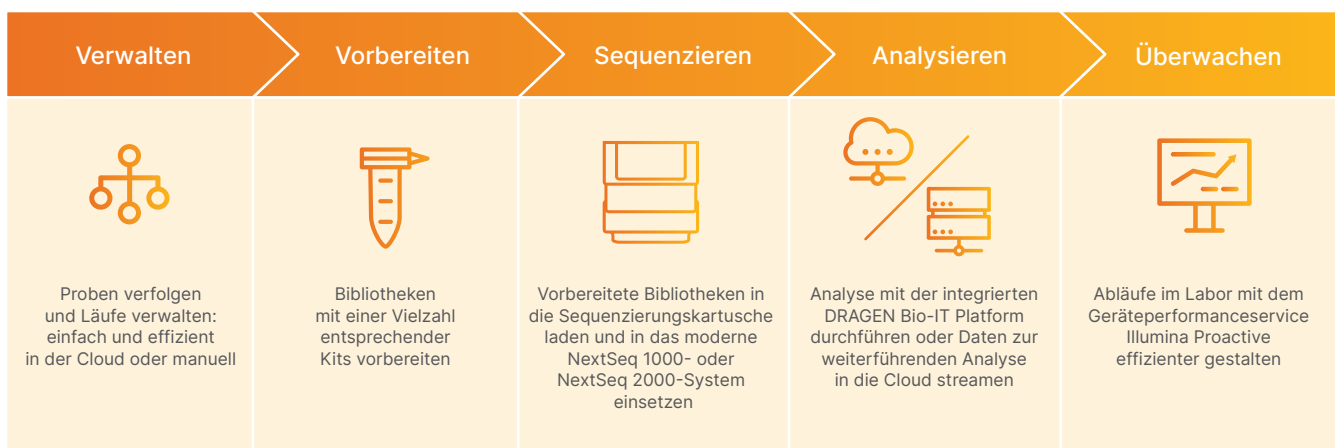 Verwalten
Vorbereiten
Sequenzieren
Analysieren
Überwachen
Proben verfolgen
und Läufe verwalten:
einfach und effizient
in der Cloud oder manuell
Bibliotheken
mit einer Vielzahl
entsprechender
Kits vorbereiten
Vorbereitete Bibliotheken in
die Sequenzierungskartusche
laden und in das moderne
NextSeq 1000- oder
NextSeq 2000-System
einsetzen
Analyse mit der integrierten
DRAGEN Bio-IT Platform
durchführen oder Daten zur
weiterführenden Analyse
in die Cloud streamen
Abläufe im Labor mit dem
Geräteperformanceservice
Illumina Proactive
effizienter gestalten